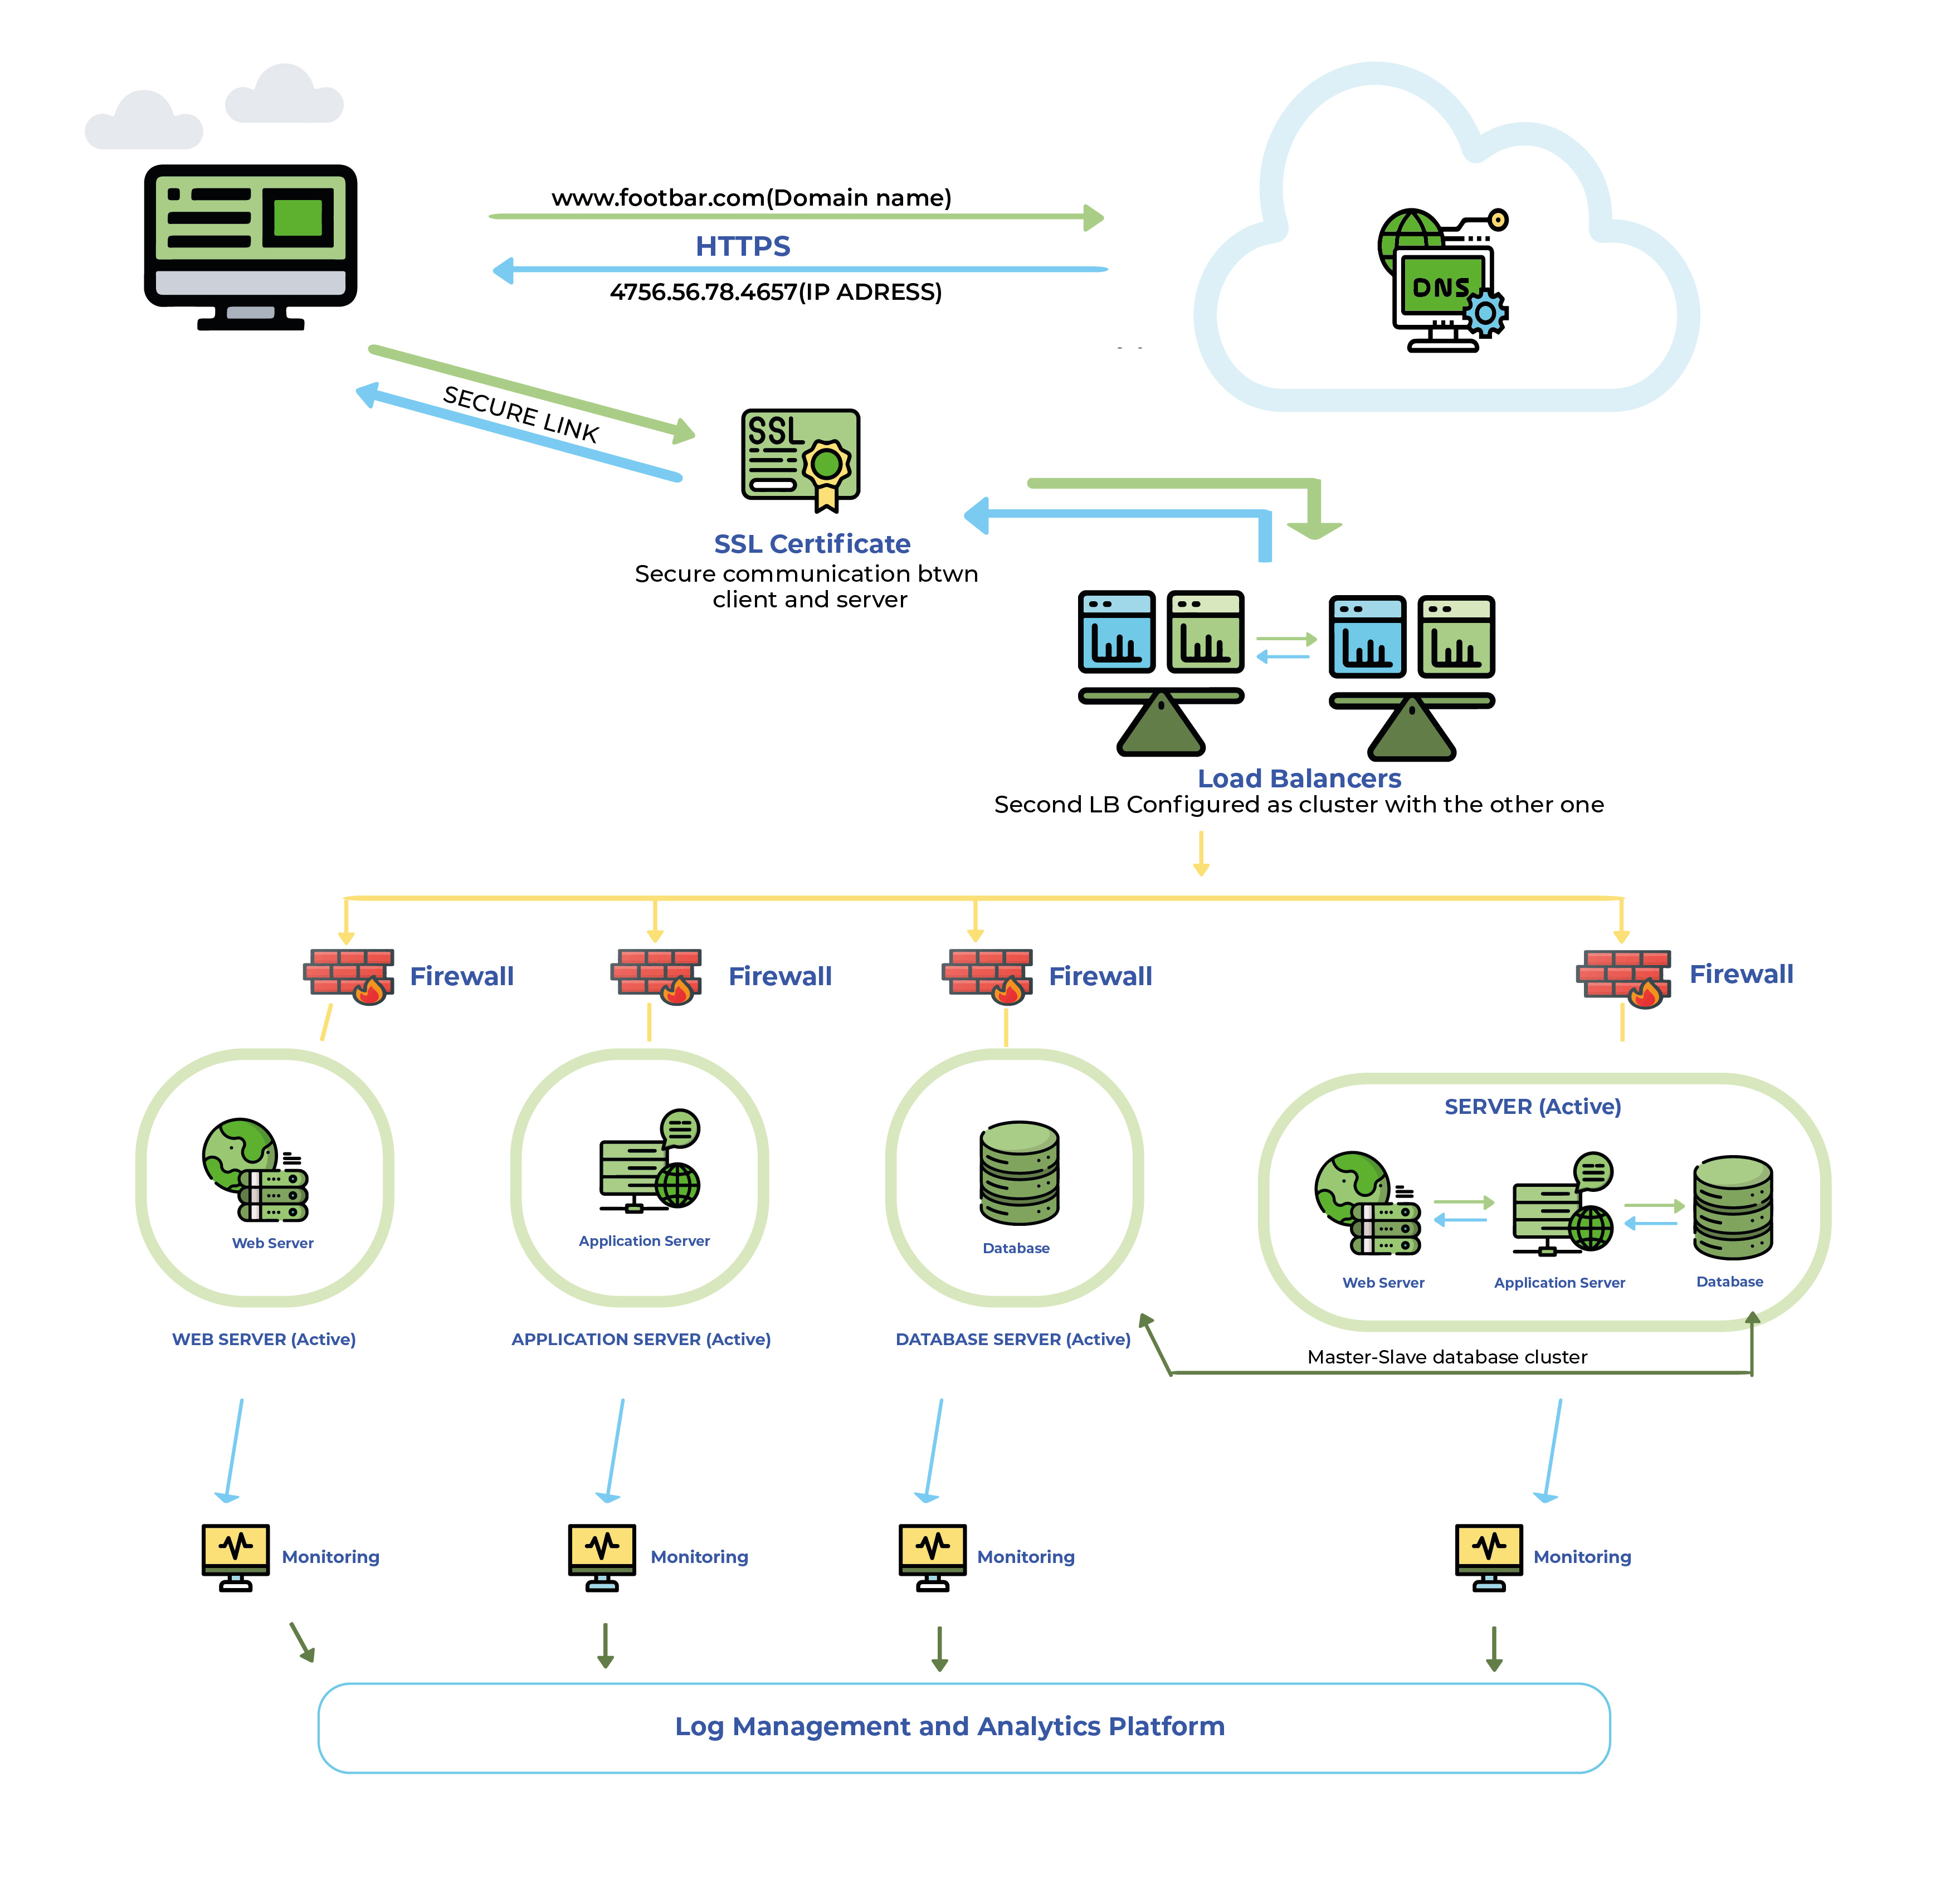 www.footbar.com(Domain name)
HTTPS
4756.56.78.4657(IP ADRESS)
DNS
SECURE LINK
SSL
SSL Certificate
Secure communication btwn
client and server
Load Balancers
Second LB Configured as cluster with the other one
Firewall
Firewall
Firewall
Firewall
SERVER (Active)
Web Server
Application Server
Database
Web Server
Application Server
Database
WEB SERVER (Active)
APPLICATION SERVER (Active)
DATABASE SERVER (Active)
Master-Slave database cluster
Monitoring
Monitoring
Monitoring
Monitoring
Log Management and Analytics Platform